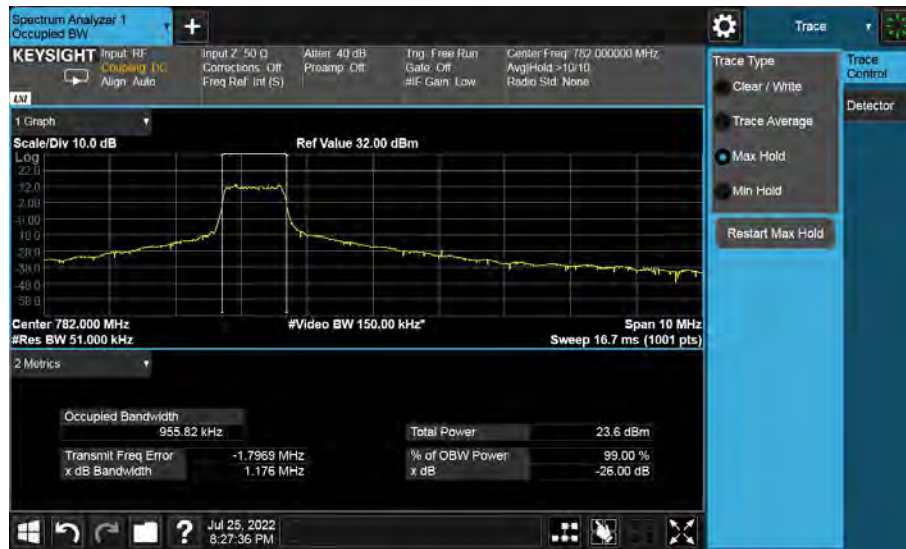 Spectrum Analyzer 1
Occupied BW
Trace
KEYSIGHT
Input: RF
Coupling: DC
Align: Auto
Input Z: 50 Ω
Corrections: Off
Freq Ref: Int (S)
Atten: 40 dB
Preamp: Off
Trig: Free Run
Gate: Off
#IF Gain: Low
Center Freq: 782.000000 MHz
Avg|Hold:>10/10
Radio Std: None
LXI
Trace Type
Clear / Write
Trace Average
Max Hold
Min Hold
Restart Max Hold
Trace
Control
Detector
1 Graph
Scale/Div 10.0 dB
Ref Value 32.00 dBm
Log
22.0
12.0
2.00
-8.00
-18.0
-28.0
-38.0
-48.0
-58.0
Center 782.000 MHz
#Video BW 150.00 kHz*
Span 10 MHz
#Res BW 51.000 kHz
Sweep 16.7 ms (1001 pts)
2 Metrics
Occupied Bandwidth
955.82 kHz
Total Power 23.6 dBm
Transmit Freq Error -1.7969 MHz
% of OBW Power 99.00 %
x dB Bandwidth 1.176 MHz
x dB -26.00 dB
?
Jul 25, 2022
8:27:36 PM